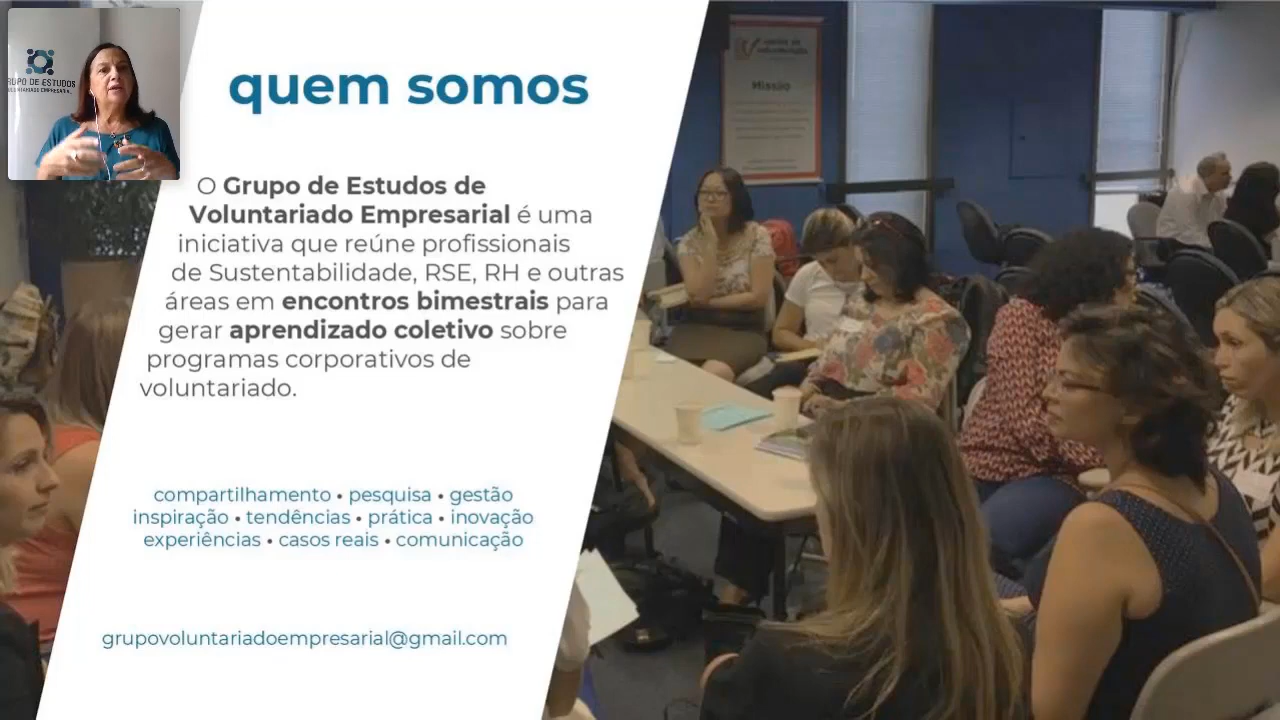 GRUPO DE ESTUDOS
VOLUNTARIADO EMPRESARIAL
quem somos
O Grupo de Estudos de
Voluntariado Empresarial é uma
iniciativa que reúne profissionais
de Sustentabilidade, RSE, RH e outras
áreas em encontros bimestrais para
gerar aprendizado coletivo sobre
programas corporativos de
voluntariado.
compartilhamento • pesquisa • gestão
inspiração • tendências • prática • inovação
experiências • casos reais • comunicação
grupovoluntariadoempresarial@gmail.com
Missão